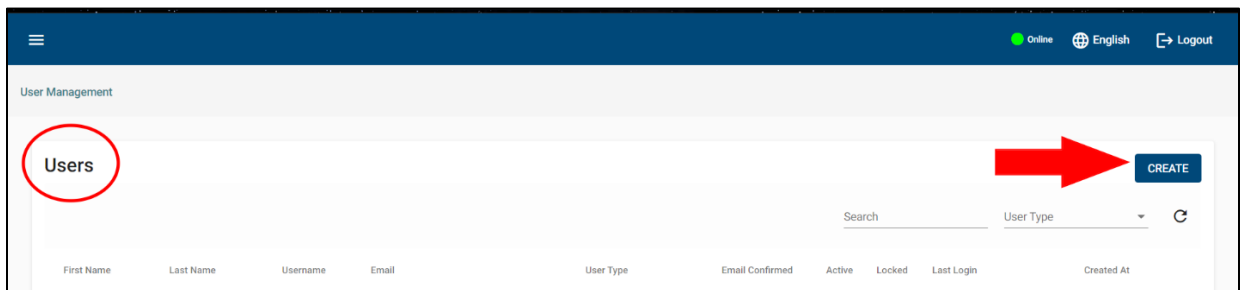 Online English Logout
User Management
Users
CREATE
Search User Type
First Name Last Name Username Email User Type Email Confirmed Active Locked Last Login Created At